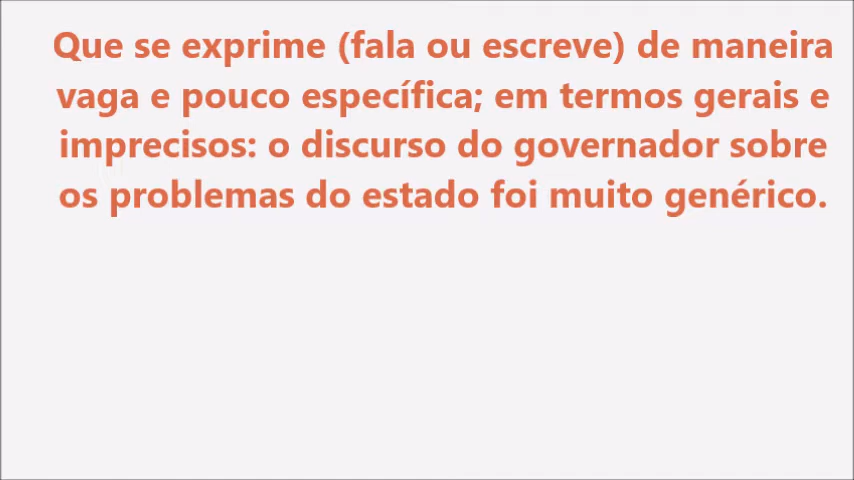 Que se exprime (fala ou escreve) de maneira
vaga e pouco específica; em termos gerais e
imprecisos: o discurso do governador sobre
os problemas do estado foi muito genérico.